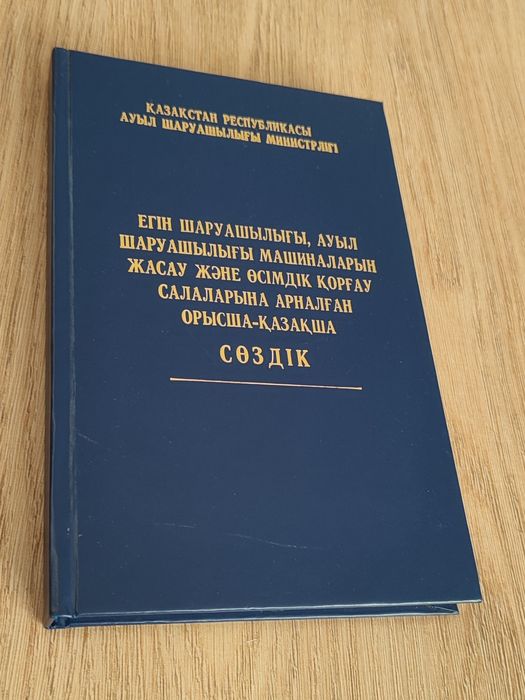 ҚАЗАҚСТАН РЕСПУБЛИКАСЫ
АУЫЛ ШАРУАШЫЛЫҒЫ МИНИСТРЛІГІ
ЕГІН ШАРУАШЫЛЫҒЫ, АУЫЛ
ШАРУАШЫЛЫҒЫ МАШИНАЛАРЫН
ЖАСАУ ЖӘНЕ ӨСІМДІК ҚОРҒАУ
САЛАЛАРЫНА АРНАЛҒАН
ОРЫСША-ҚАЗАҚША
СӨЗДІК